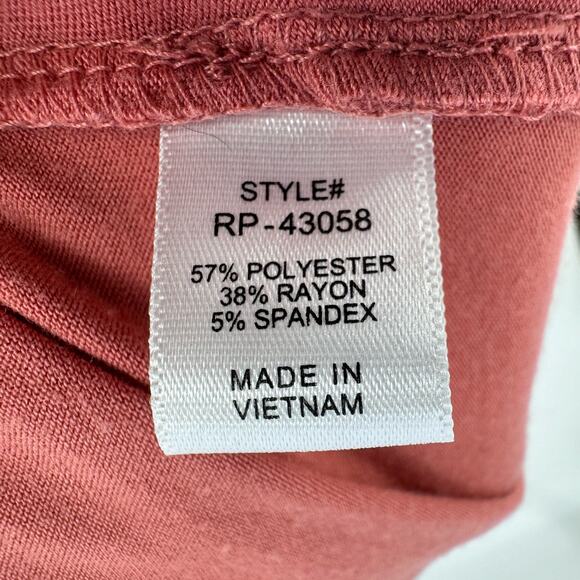 STYLE#
RP-43058
57% POLYESTER
38% RAYON
5% SPANDEX
MADE IN
VIETNAM